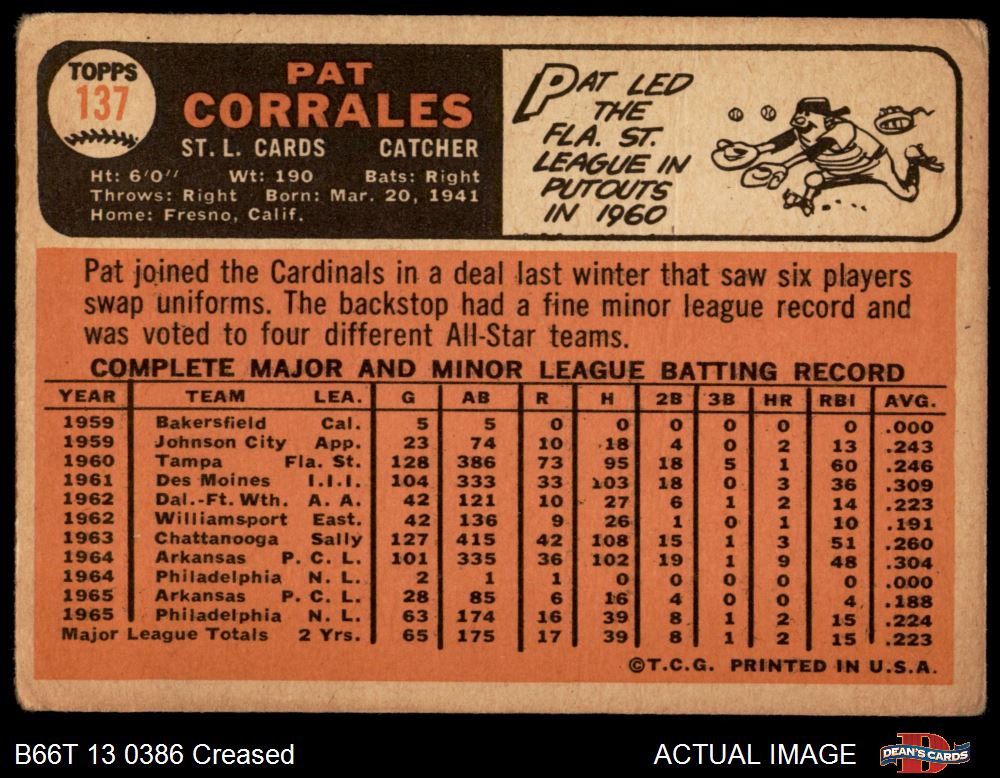 TOPPS
137
PAT
CORRALES
ST. L. CARDS CATCHER
Ht: 6'0" Wt: 190 Bats: Right
Throws: Right Born: Mar. 20, 1941
Home: Fresno, Calif.
PAT LED
THE
FLA. ST.
LEAGUE IN
PUTOUTS
IN 1960
Pat joined the Cardinals in a deal last winter that saw six players
swap uniforms. The backstop had a fine minor league record and
was voted to four different All-Star teams.
COMPLETE MAJOR AND MINOR LEAGUE BATTING RECORD
YEAR TEAM LEA. G AB R H 2B 3B HR RBI AVG.
1959 Bakersfield Cal. 5 5 0 0 0 0 0 0 .000
1959 Johnson City App. 23 74 10 18 4 0 2 13 .243
1960 Tampa Fla. St. 128 386 73 95 18 5 1 60 .246
1961 Des Moines I.I.I. 104 333 33 103 18 0 3 36 .309
1962 Dal.-Ft. Wth. A. A. 42 121 10 27 6 1 2 14 .223
1962 Williamsport East. 42 136 9 26 1 0 1 10 .191
1963 Chattanooga Sally 127 415 42 108 15 1 3 51 .260
1964 Arkansas P. C. L. 101 335 36 102 19 1 9 48 .304
1964 Philadelphia N. L. 2 1 1 0 0 0 0 0 .000
1965 Arkansas P. C. L. 28 85 6 16 4 0 0 4 .188
1965 Philadelphia N. L. 63 174 16 39 8 1 2 15 .224
Major League Totals 2 Yrs. 65 175 17 39 8 1 2 15 .223
©T.C.G. PRINTED IN U.S.A.
B66T 13 0386 Creased
ACTUAL IMAGE
DEAN'S CARDS